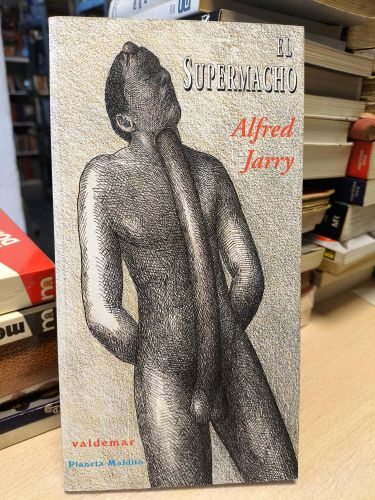 EL
SUPERMACHO
Alfred
Jarry
valdemar
Planeta Maldito